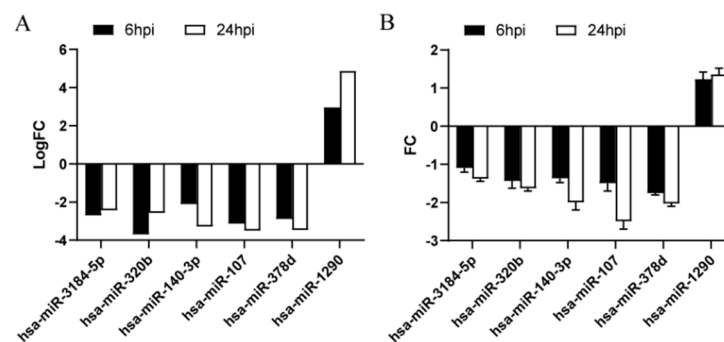 A
6hpi 24hpi
LogFC
6
4
2
0
-2
-4
hsa-miR-3184-5p
hsa-miR-320b
hsa-miR-140-3p
hsa-miR-107
hsa-miR-378d
hsa-miR-1290
B
6hpi 24hpi
FC
2
1
0
-1
-2
-3
hsa-miR-3184-5p
hsa-miR-320b
hsa-miR-140-3p
hsa-miR-107
hsa-miR-378d
hsa-miR-1290